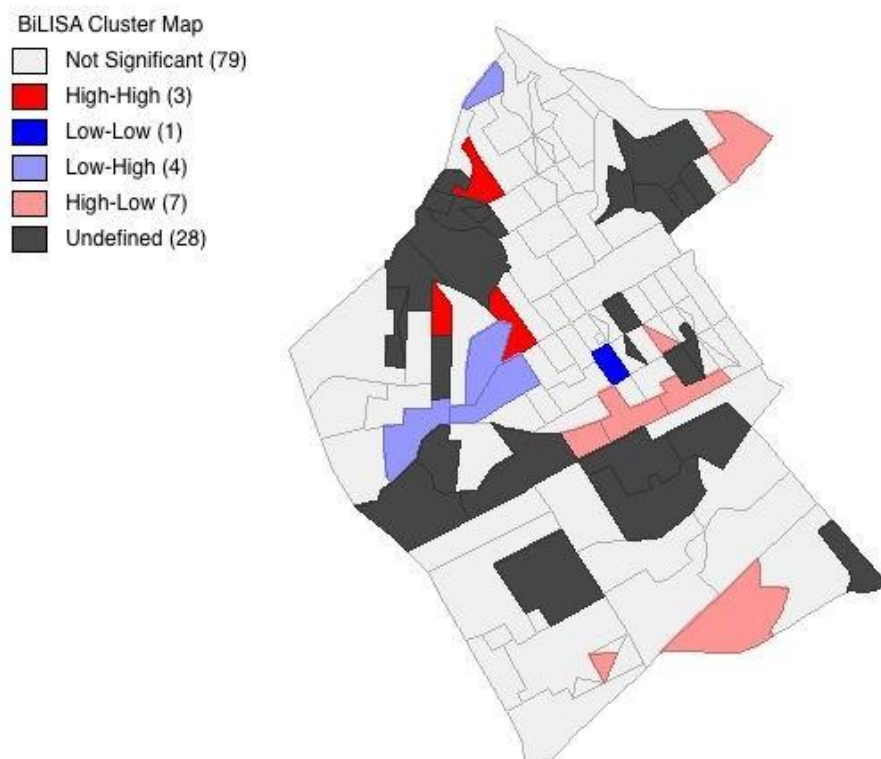 BiLISA Cluster Map
Not Significant (79)
High-High (3)
Low-Low (1)
Low-High (4)
High-Low (7)
Undefined (28)